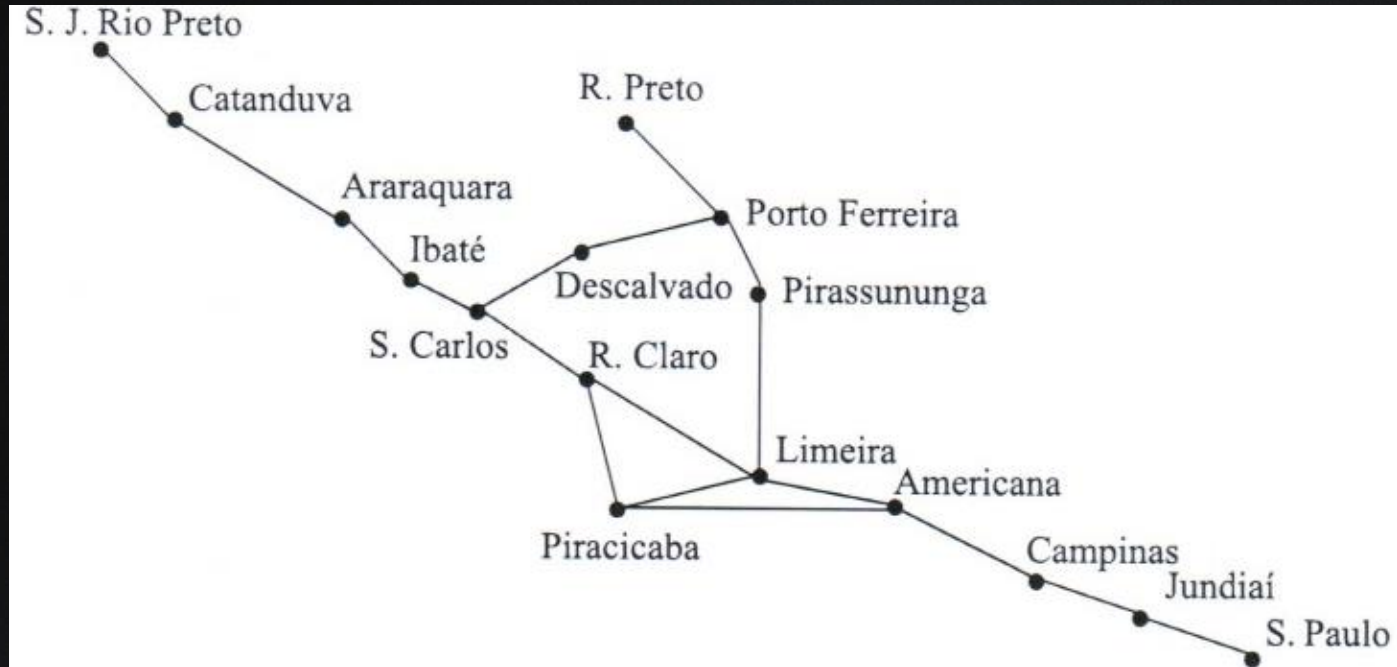 S. J. Rio Preto
Catanduva
R. Preto
Araraquara
Porto Ferreira
Ibaté
Descalvado
Pirassununga
S. Carlos
R. Claro
Limeira
Americana
Piracicaba
Campinas
Jundiaí
S. Paulo